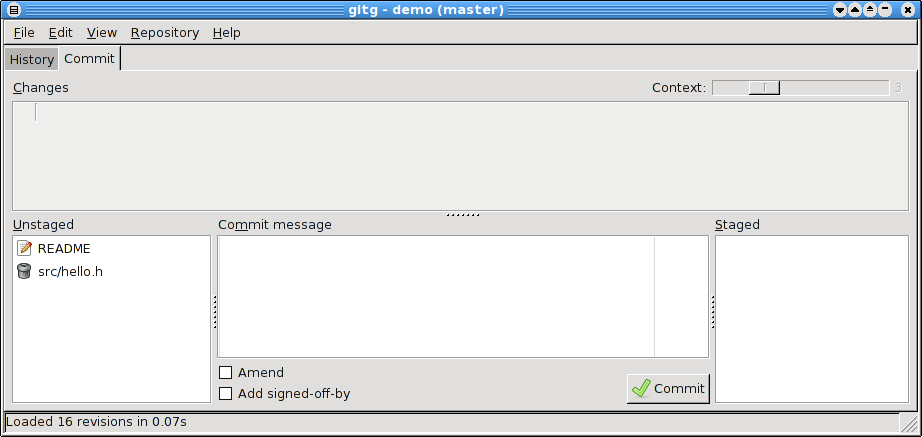 gitg - demo (master)
File Edit View Repository Help
History Commit
Changes Context: 3
Unstaged Commit message Staged
README
src/hello.h
Amend
Add signed-off-by Commit
Loaded 16 revisions in 0.07s